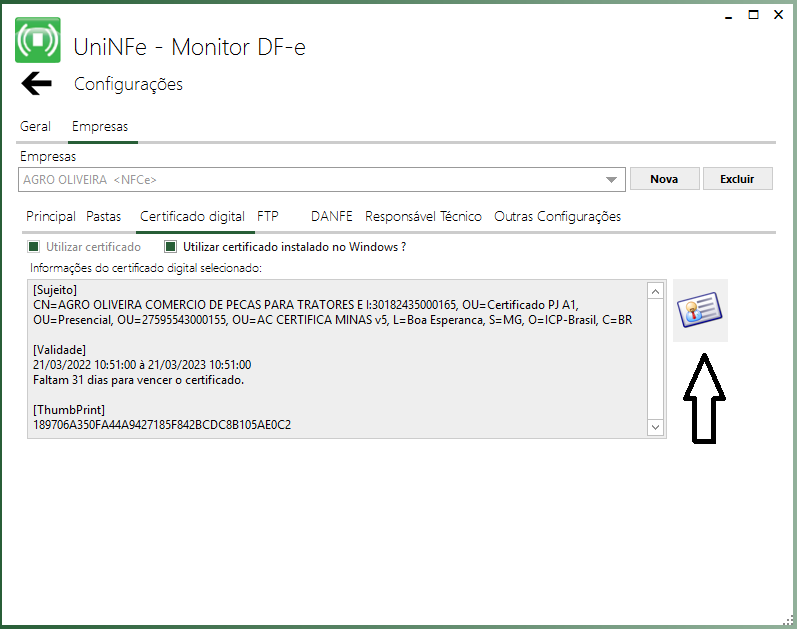 UniNFe - Monitor DF-e
Configurações
Geral Empresas
Empresas
AGRO OLIVEIRA <NFCe> Nova Excluir
Principal Pastas Certificado digital FTP DANFE Responsável Técnico Outras Configurações
Utilizar certificado Utilizar certificado instalado no Windows ?
Informações do certificado digital selecionado:
[Sujeito]
CN=AGRO OLIVEIRA COMERCIO DE PECAS PARA TRATORES E I:30182435000165, OU=Certificado PJ A1,
OU=Presencial, OU=27595543000155, OU=AC CERTIFICA MINAS v5, L=Boa Esperanca, S=MG, O=ICP-Brasil, C=BR
[Validade]
21/03/2022 10:51:00 à 21/03/2023 10:51:00
Faltam 31 dias para vencer o certificado.
[ThumbPrint]
189706A350FA44A9427185F842BCDC8B105AE0C2